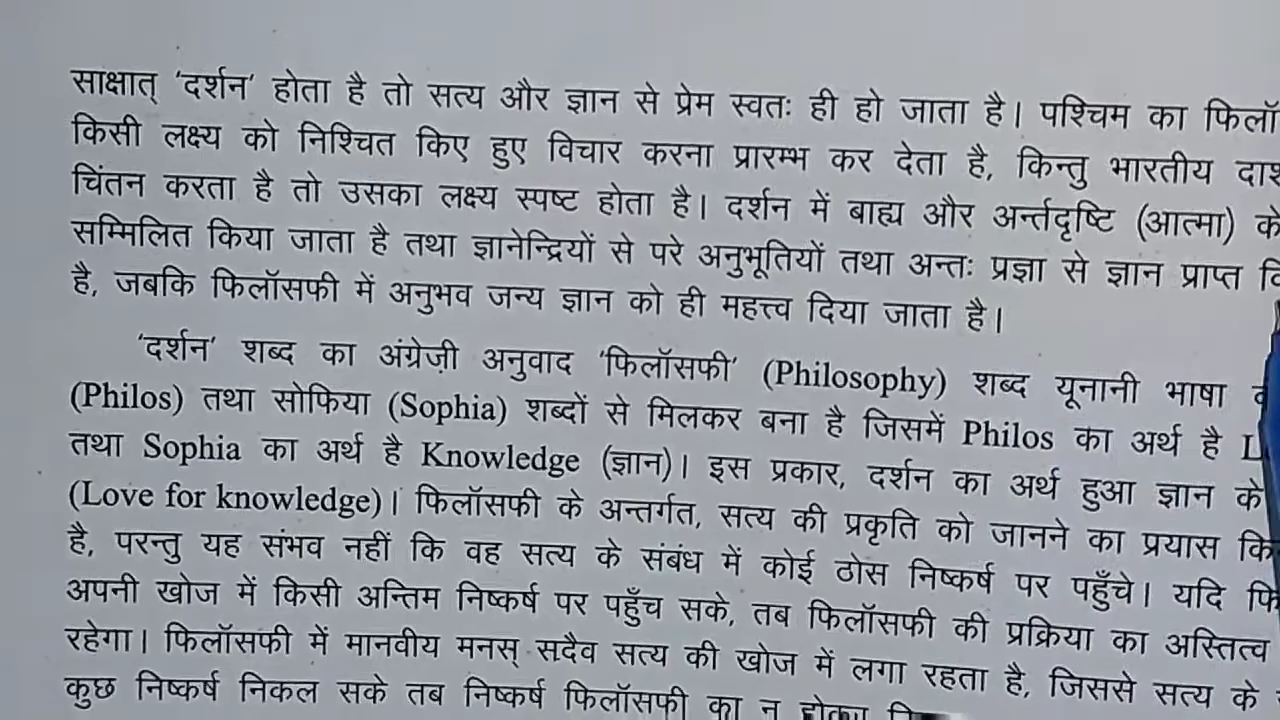 साक्षात् 'दर्शन' होता है तो सत्य और ज्ञान से प्रेम स्वतः ही हो जाता है। पश्चिम का
किसी लक्ष्य को निश्चित किए हुए विचार करना प्रारम्भ कर देता है, किन्तु भारतीय
चिंतन करता है तो उसका लक्ष्य स्पष्ट होता है। दर्शन में बाह्य और अर्न्तदृष्टि (आत्मा) के
सम्मिलित किया जाता है तथा ज्ञानेन्द्रियों से परे अनुभूतियों तथा अन्तः प्रज्ञा से ज्ञान प्राप्त
है, जबकि फिलॉसफी में अनुभव जन्य ज्ञान को ही महत्त्व दिया जाता है।
'दर्शन' शब्द का अंग्रेज़ी अनुवाद 'फिलॉसफी' (Philosophy) शब्द यूनानी भाषा
(Philos) तथा सोफिया (Sophia) शब्दों से मिलकर बना है जिसमें Philos का अर्थ है
तथा Sophia का अर्थ है Knowledge (ज्ञान)। इस प्रकार, दर्शन का अर्थ हुआ ज्ञान के
(Love for knowledge)। फिलॉसफी के अन्तर्गत, सत्य की प्रकृति को जानने का प्रयास
है, परन्तु यह संभव नहीं कि वह सत्य के संबंध में कोई ठोस निष्कर्ष पर पहुँचे। यदि
अपनी खोज में किसी अन्तिम निष्कर्ष पर पहुँच सके, तब फिलॉसफी की प्रक्रिया का अस्तित्व
रहेगा। फिलॉसफी में मानवीय मनस् सदैव सत्य की खोज में लगा रहता है, जिससे सत्य के
कुछ निष्कर्ष निकल सके तब निष्कर्ष फिलॉसफी का न होकर